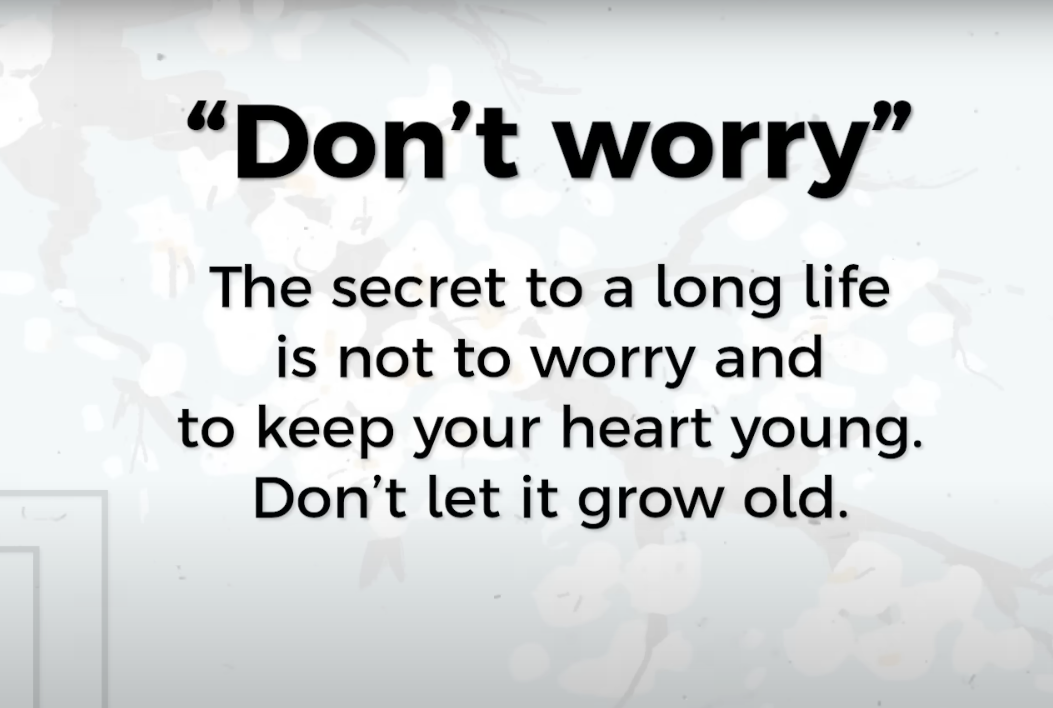 “Don’t worry”
The secret to a long life
is not to worry and
to keep your heart young.
Don’t let it grow old.